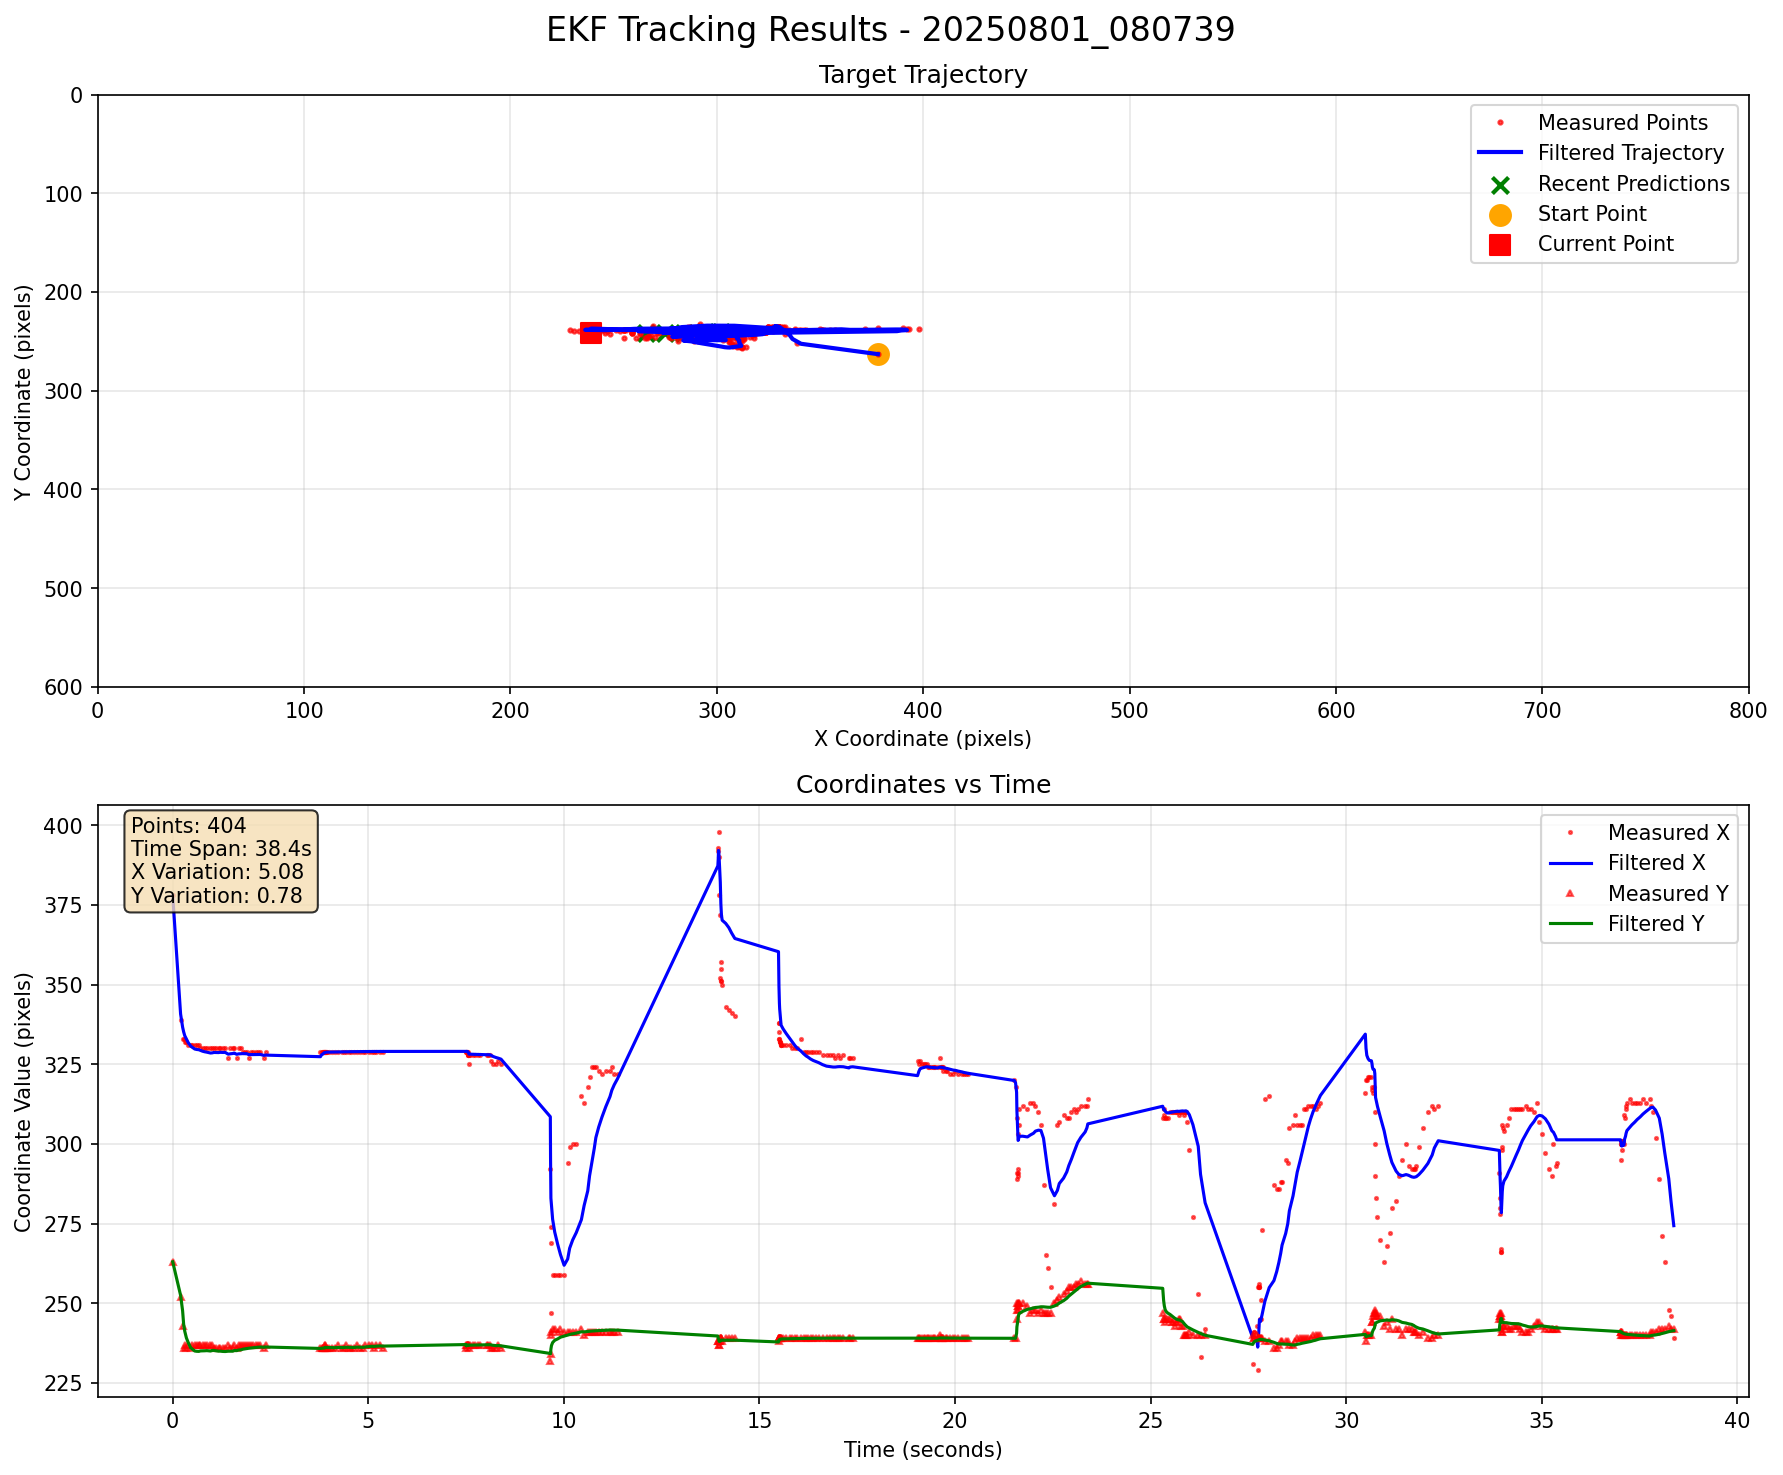 EKF Tracking Results - 20250801_080739
Target Trajectory
0
100
200
300
400
500
600
Y Coordinate (pixels)
Measured Points
Filtered Trajectory
Recent Predictions
Start Point
Current Point
0 100 200 300 400 500 600 700 800
X Coordinate (pixels)
Coordinates vs Time
400
375
350
325
300
275
250
225
Coordinate Value (pixels)
Points: 404
Time Span: 38.4s
X Variation: 5.08
Y Variation: 0.78
Measured X
Filtered X
Measured Y
Filtered Y
0 5 10 15 20 25 30 35 40
Time (seconds)